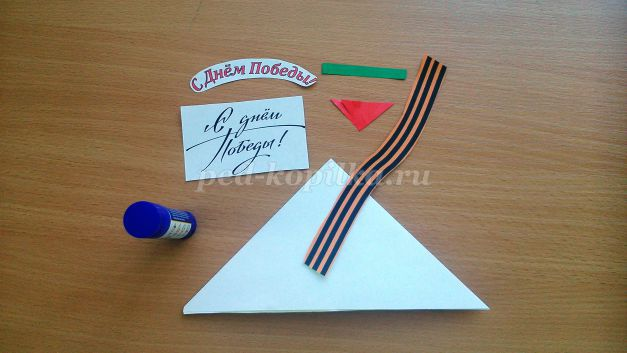 С Днём Победы!
С днём
Победы!
ped-kopilka.ru